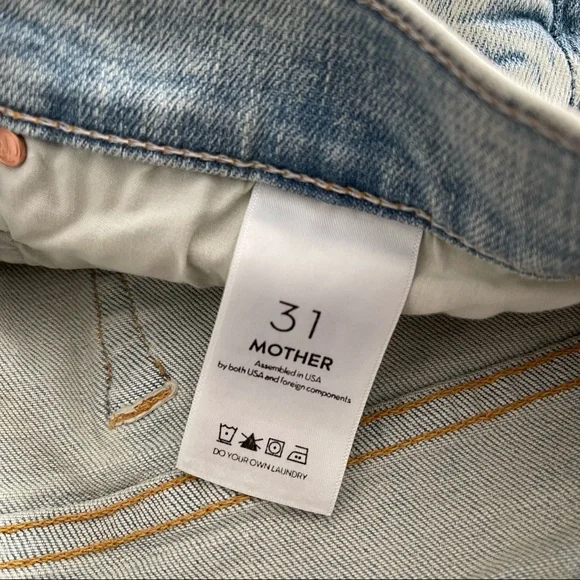 31
MOTHER
Assembled in USA
by both USA and foreign components
DO YOUR OWN LAUNDRY